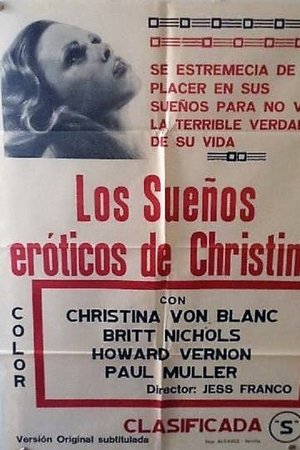 SE ESTREMECIA DE
PLACER EN SUS
SUEÑOS PARA NO V
LA TERRIBLE VERDA
DE SU VIDA
Los Sueños
eróticos de Christin
COLOR
CON
CHRISTINA VON BLANC
BRITT NICHOLS
HOWARD VERNON
PAUL MULLER
Director: JESS FRANCO
CLASIFICADA "S"
Versión Original subtitulada